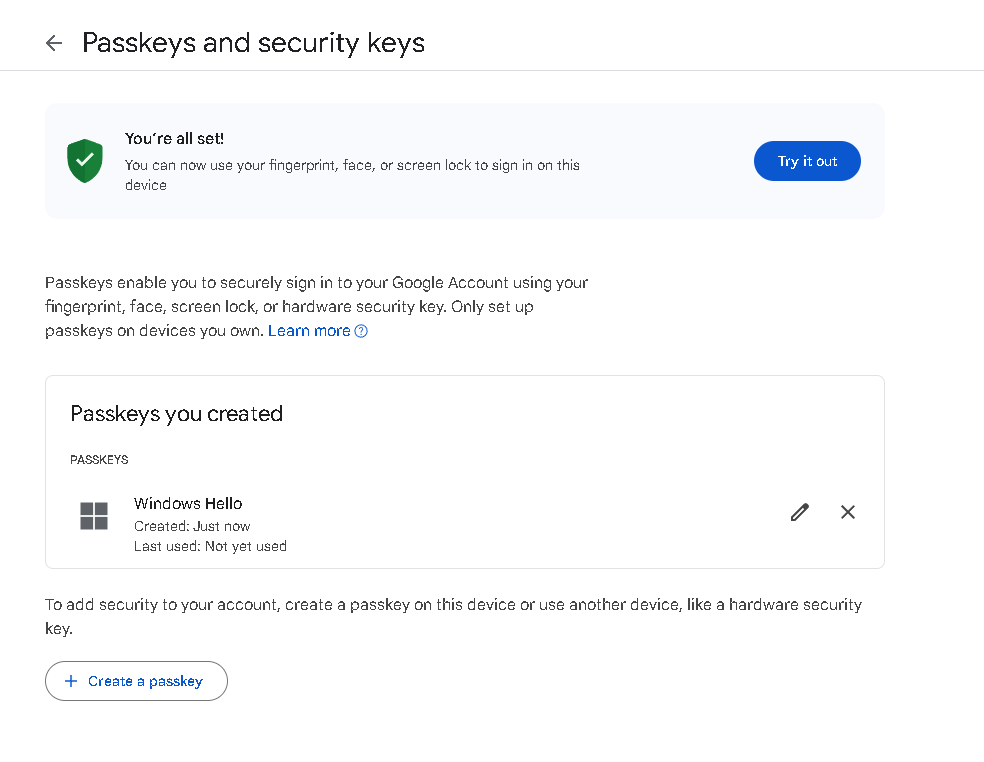 Passkeys and security keys
You're all set!
You can now use your fingerprint, face, or screen lock to sign in on this
device
Try it out
Passkeys enable you to securely sign in to your Google Account using your
fingerprint, face, screen lock, or hardware security key. Only set up
passkeys on devices you own. Learn more
Passkeys you created
PASSKEYS
Windows Hello
Created: Just now
Last used: Not yet used
To add security to your account, create a passkey on this device or use another device, like a hardware security
key.
Create a passkey